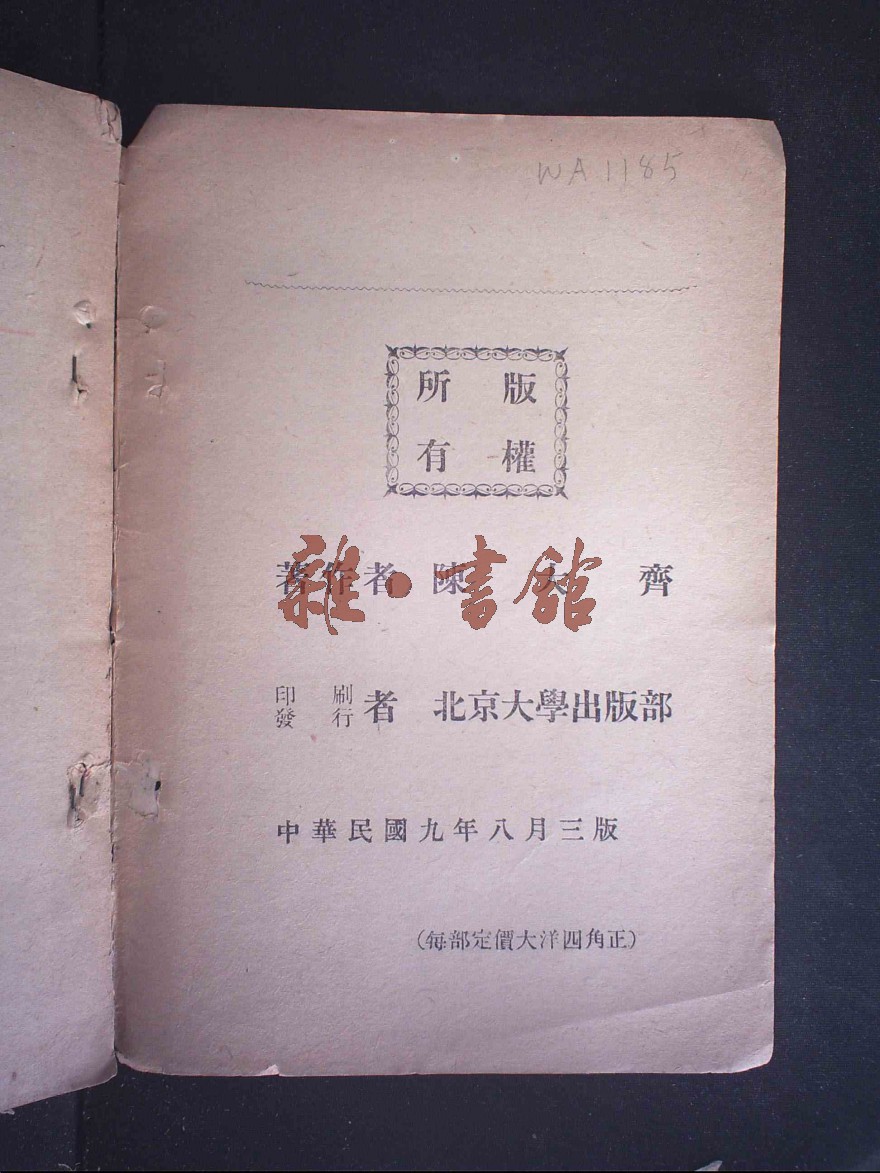 WA1185
版權
所有
著作者 陳大齊
雜·書館
印刷發行者 北京大學出版部
中華民國九年八月三版
(每部定價大洋四角正)